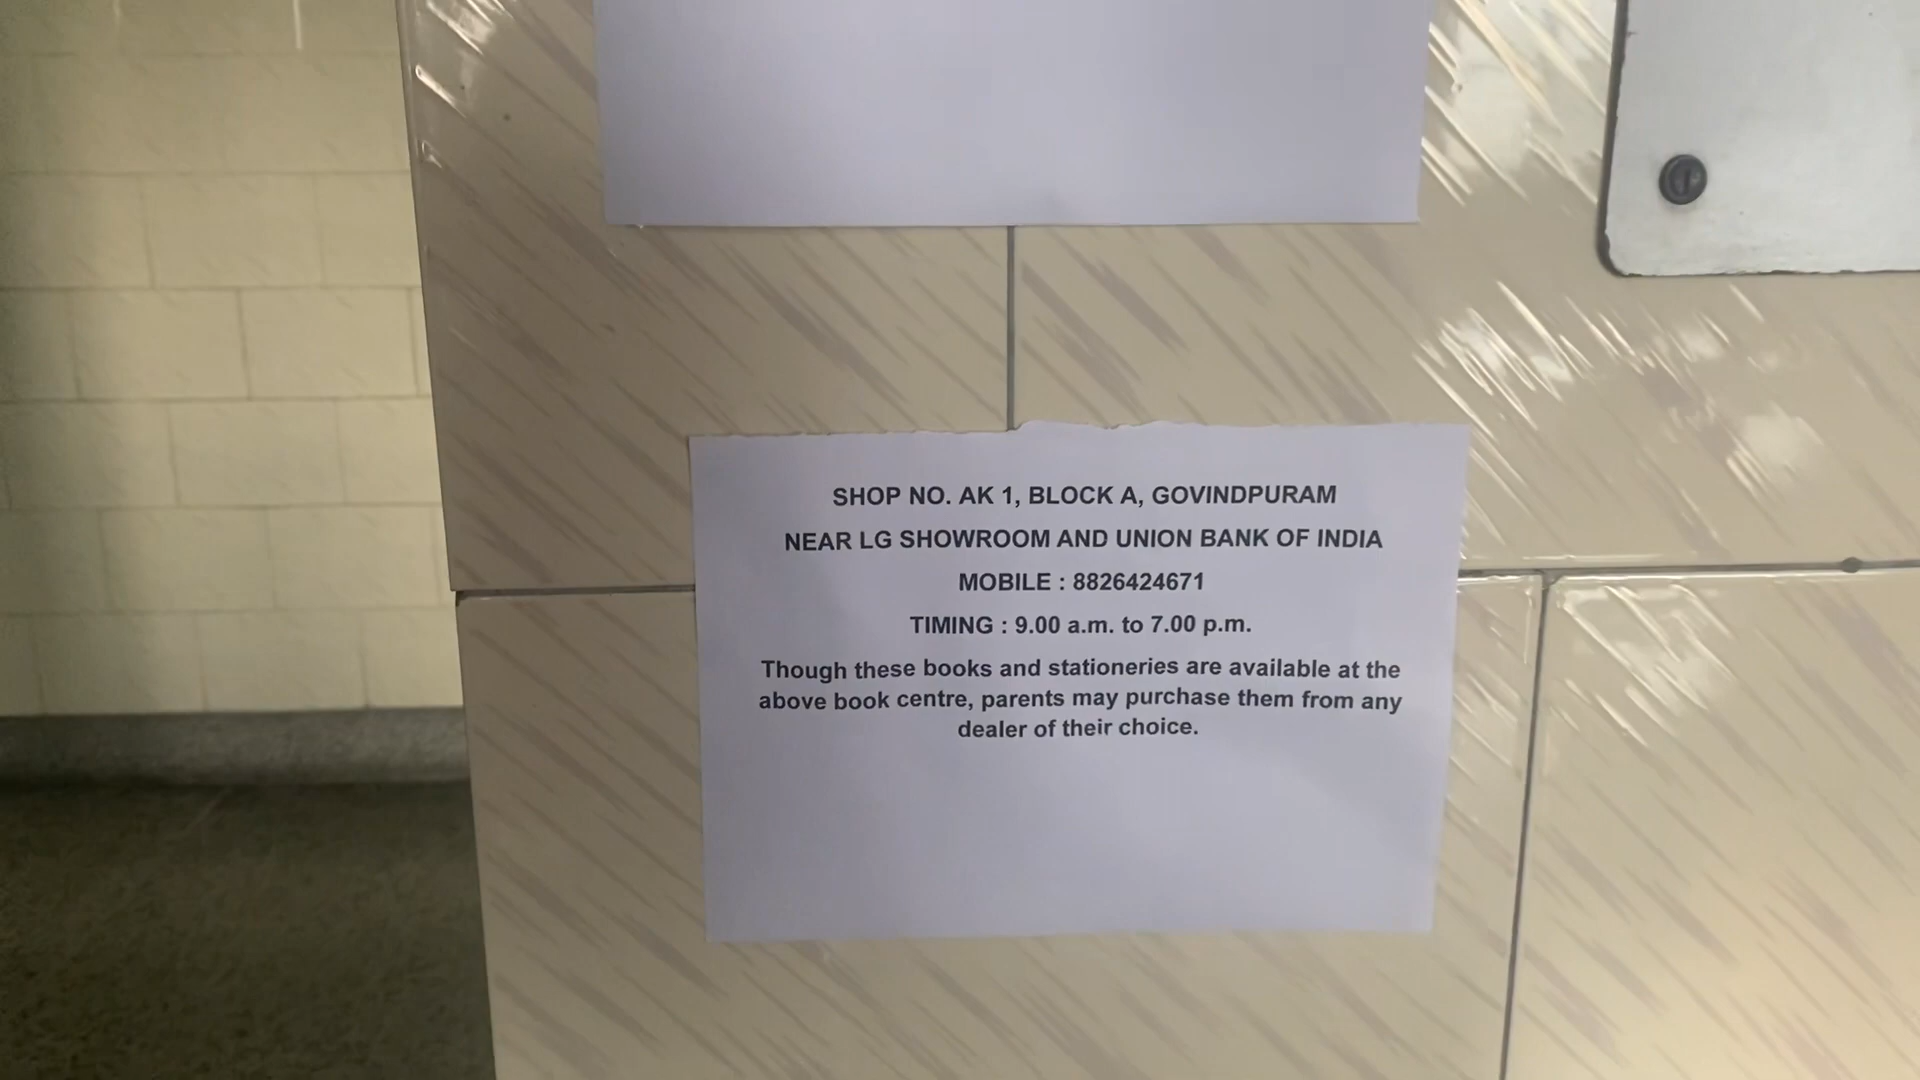 SHOP NO. AK 1, BLOCK A, GOVINDPURAM
NEAR LG SHOWROOM AND UNION BANK OF INDIA
MOBILE : 8826424671
TIMING : 9.00 a.m. to 7.00 p.m.
Though these books and stationeries are available at the
above book centre, parents may purchase them from any
dealer of their choice.